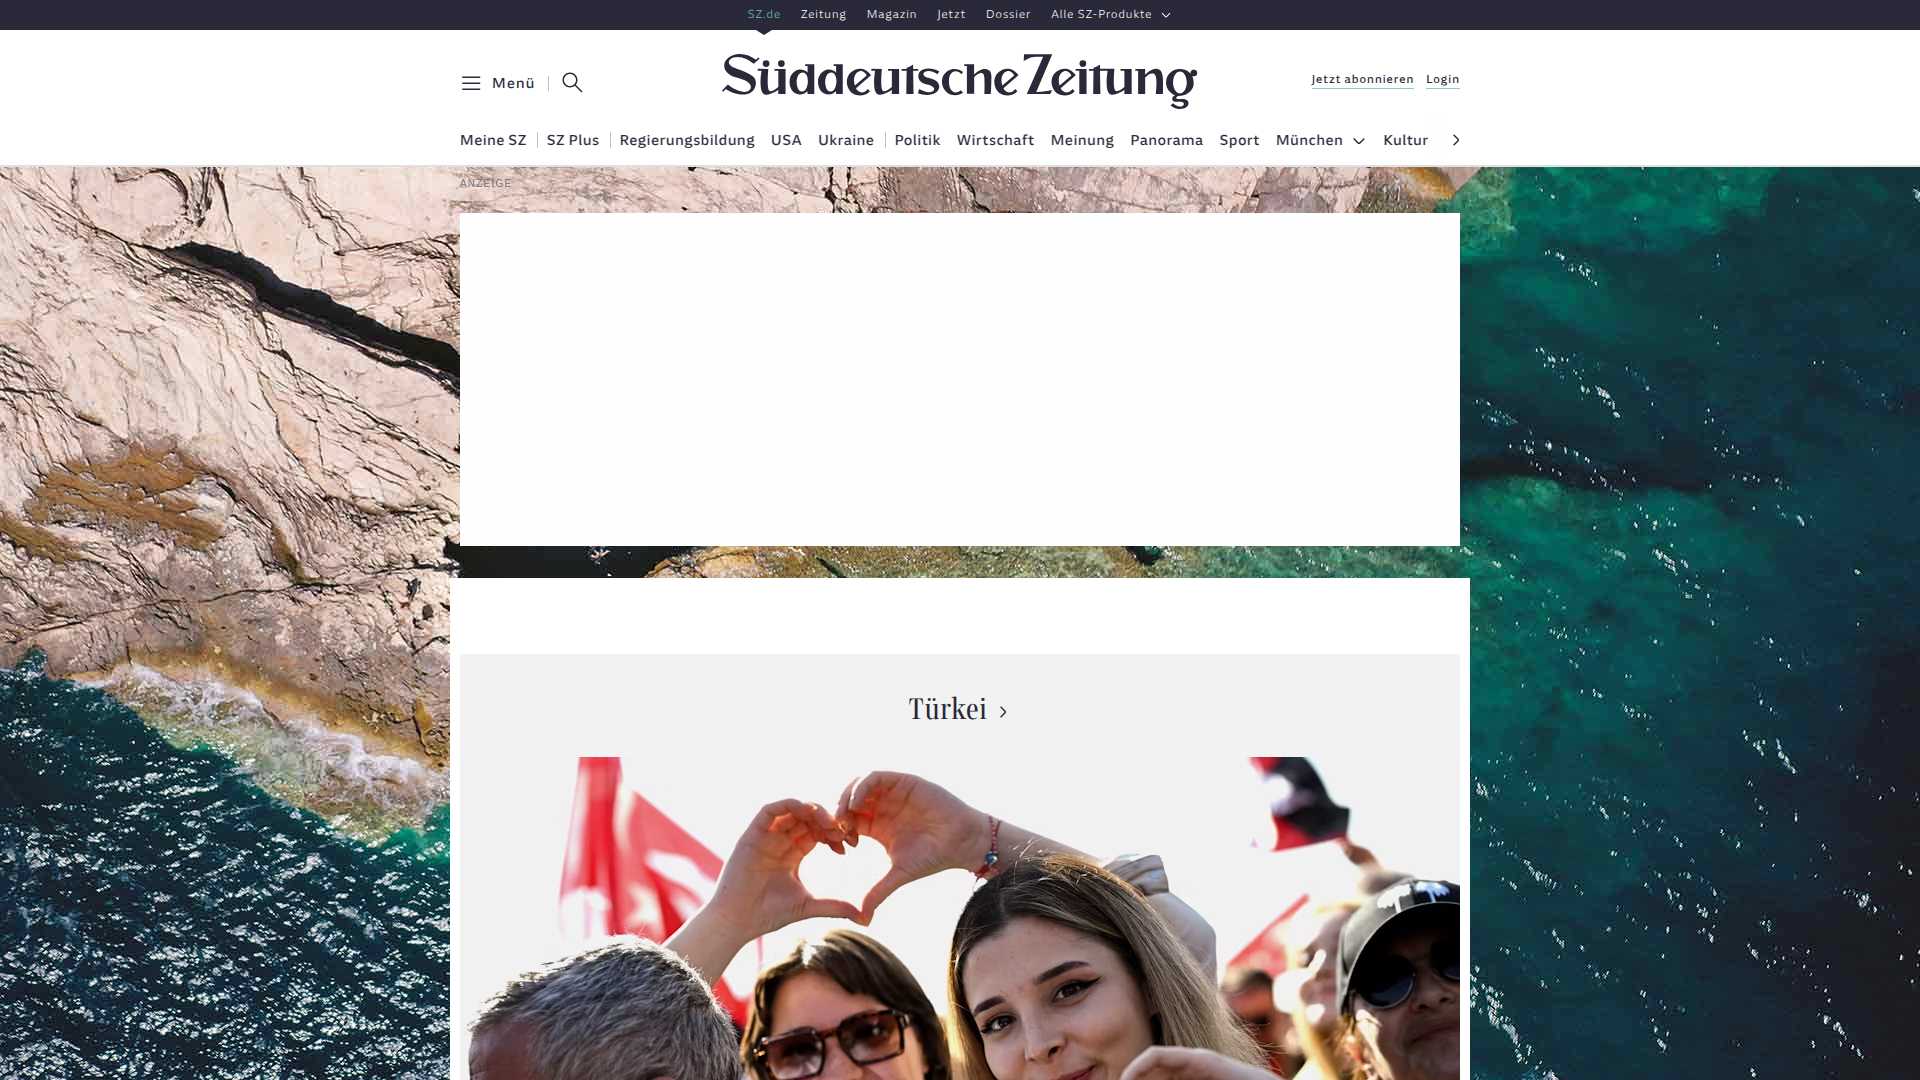 SZ.de Zeitung Magazin Jetzt Dossier Alle SZ-Produkte
Menü
Süddeutsche Zeitung
Jetzt abonnieren Login
Meine SZ SZ Plus Regierungsbildung USA Ukraine Politik Wirtschaft Meinung Panorama Sport München Kultur
ANZEIGE
Türkei